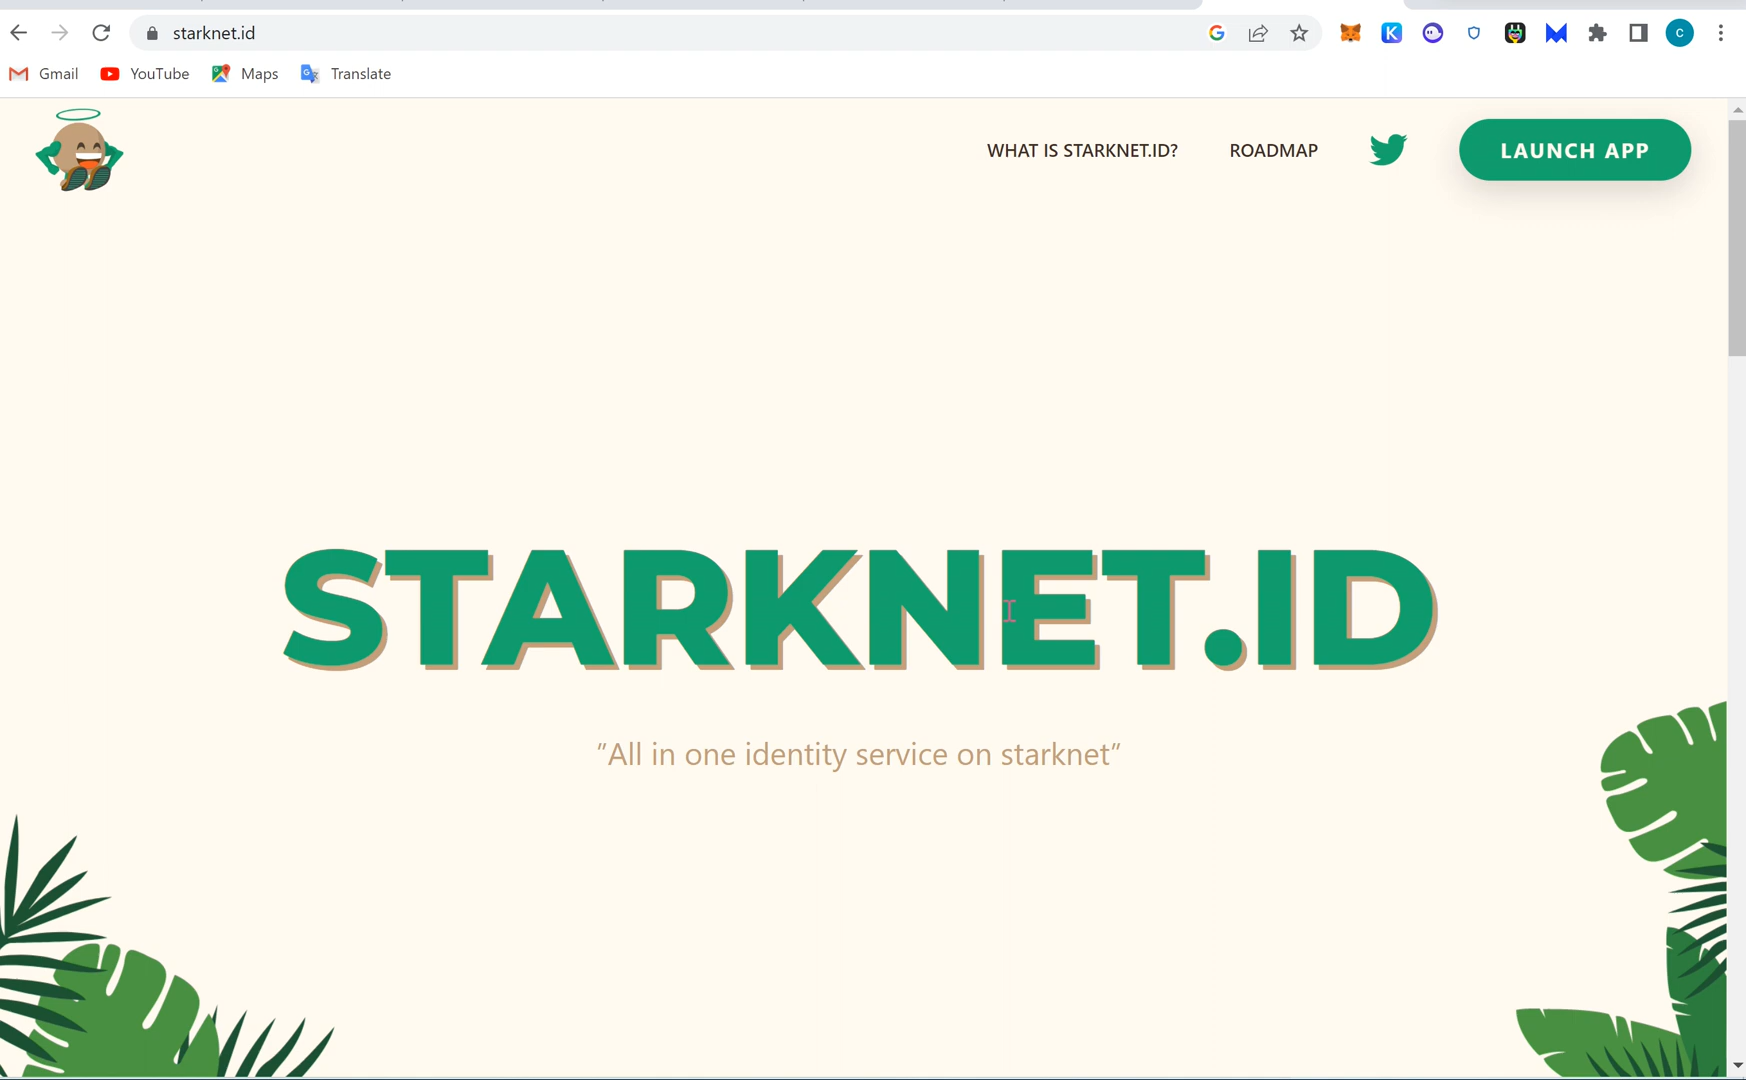 starknet.id
Gmail YouTube Maps Translate
WHAT IS STARKNET.ID? ROADMAP LAUNCH APP
STARKNET.ID
"All in one identity service on starknet"